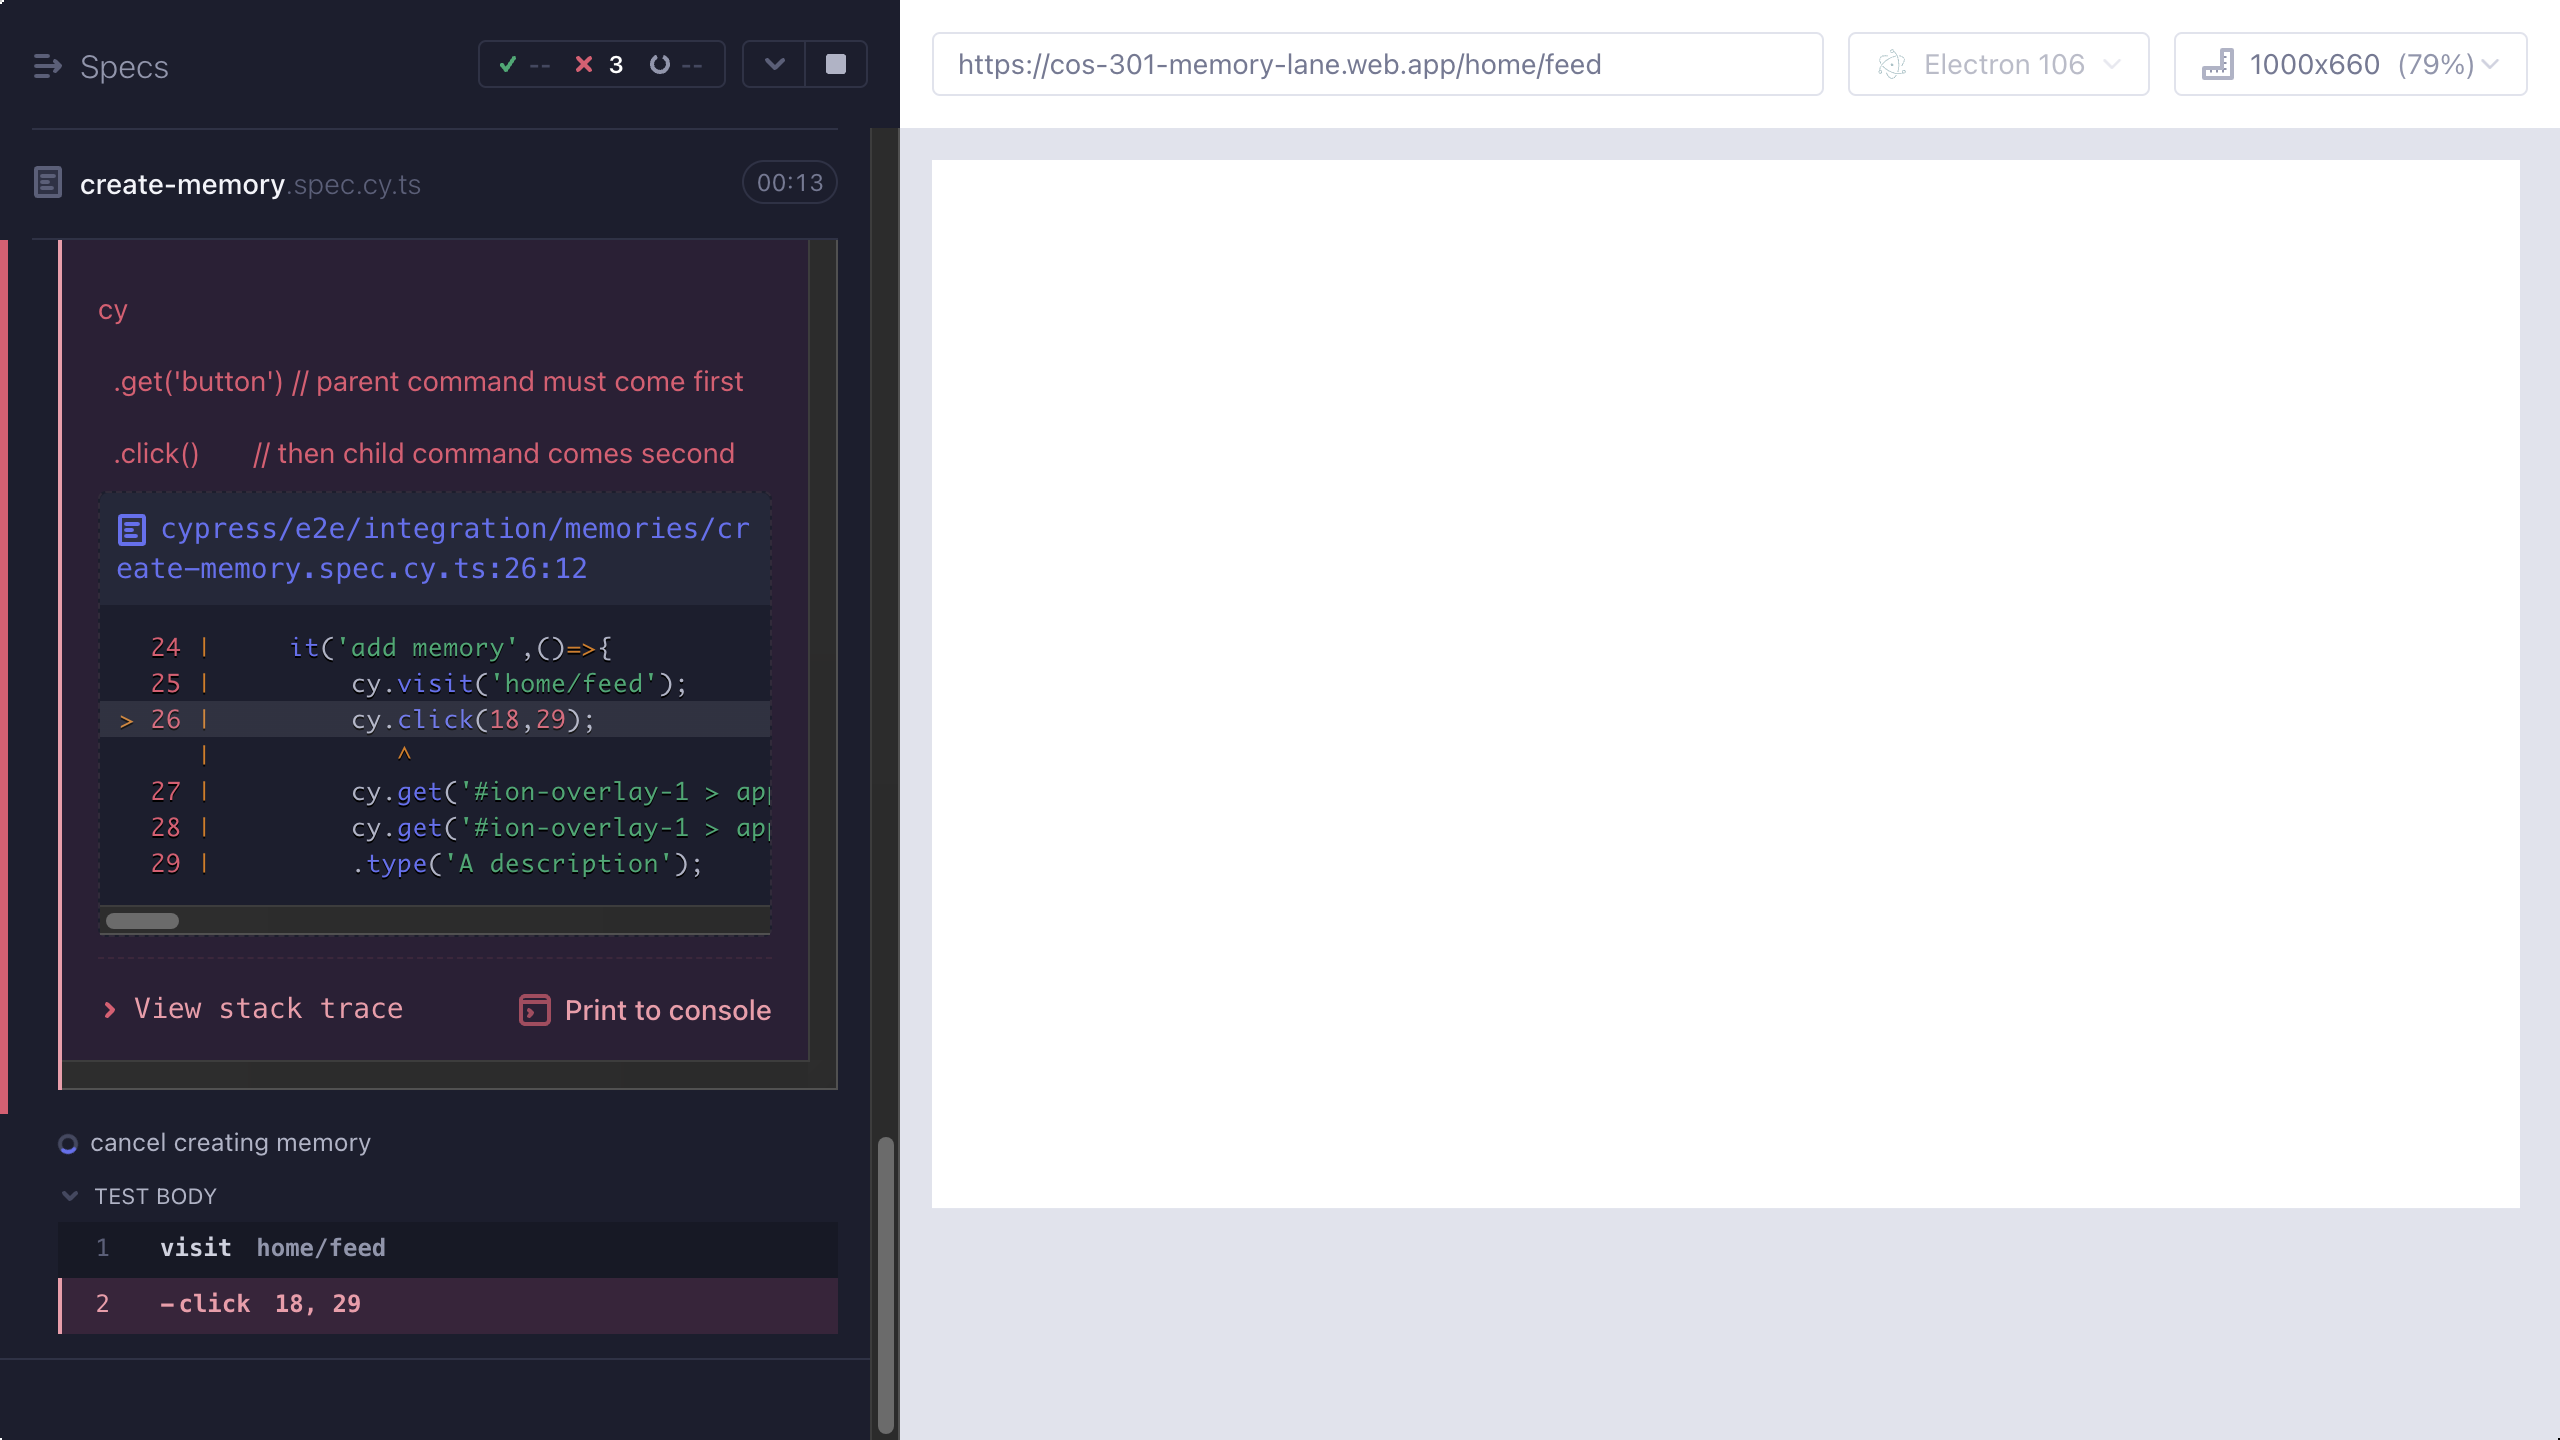 Specs
-- 3 --
https://cos-301-memory-lane.web.app/home/feed
Electron 106
1000x660 (79%)
create-memory.spec.cy.ts
00:13
cy
.get('button') // parent command must come first
.click() // then child command comes second
cypress/e2e/integration/memories/cr
eate-memory.spec.cy.ts:26:12
24 | it('add memory',()=>{
25 | cy.visit('home/feed');
> 26 | cy.click(18,29);
| ^
27 | cy.get('#ion-overlay-1 >
28 | cy.get('#ion-overlay-1 >
29 | .type('A description');
View stack trace
Print to console
cancel creating memory
TEST BODY
1 visit home/feed
2 -click 18, 29